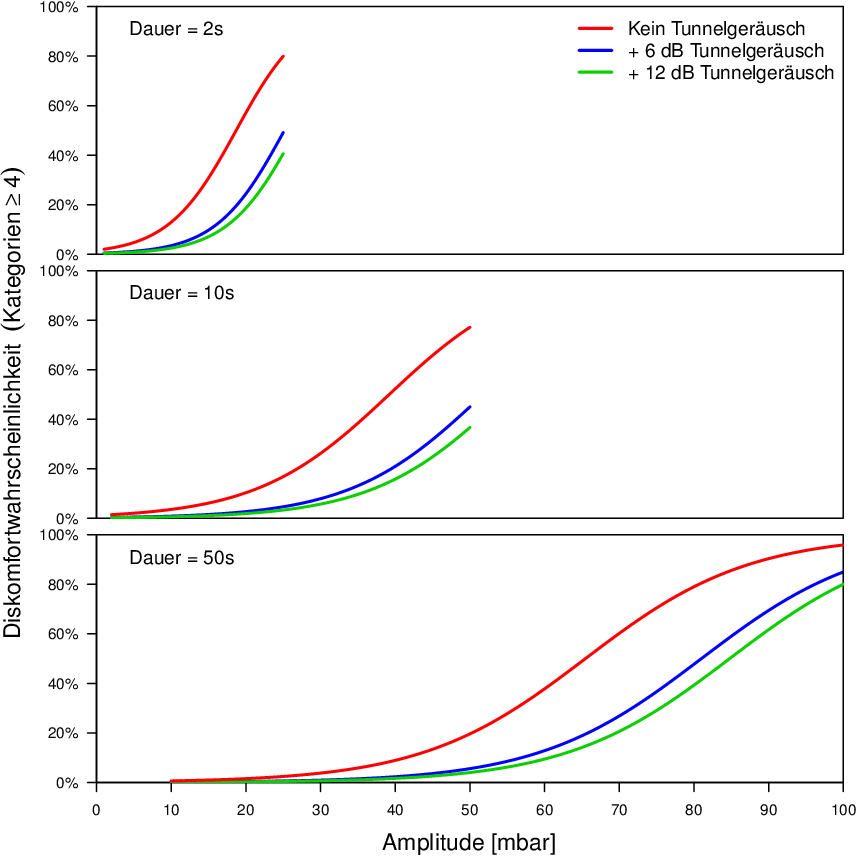 Diskomfortwahrscheinlichkeit (Kategorien ≥ 4)
100%
80%
60%
40%
20%
0%
Dauer = 2s
Kein Tunnelgeräusch
+ 6 dB Tunnelgeräusch
+ 12 dB Tunnelgeräusch
100%
80%
60%
40%
20%
0%
Dauer = 10s
100%
80%
60%
40%
20%
0%
Dauer = 50s
0 10 20 30 40 50 60 70 80 90 100
Amplitude [mbar]